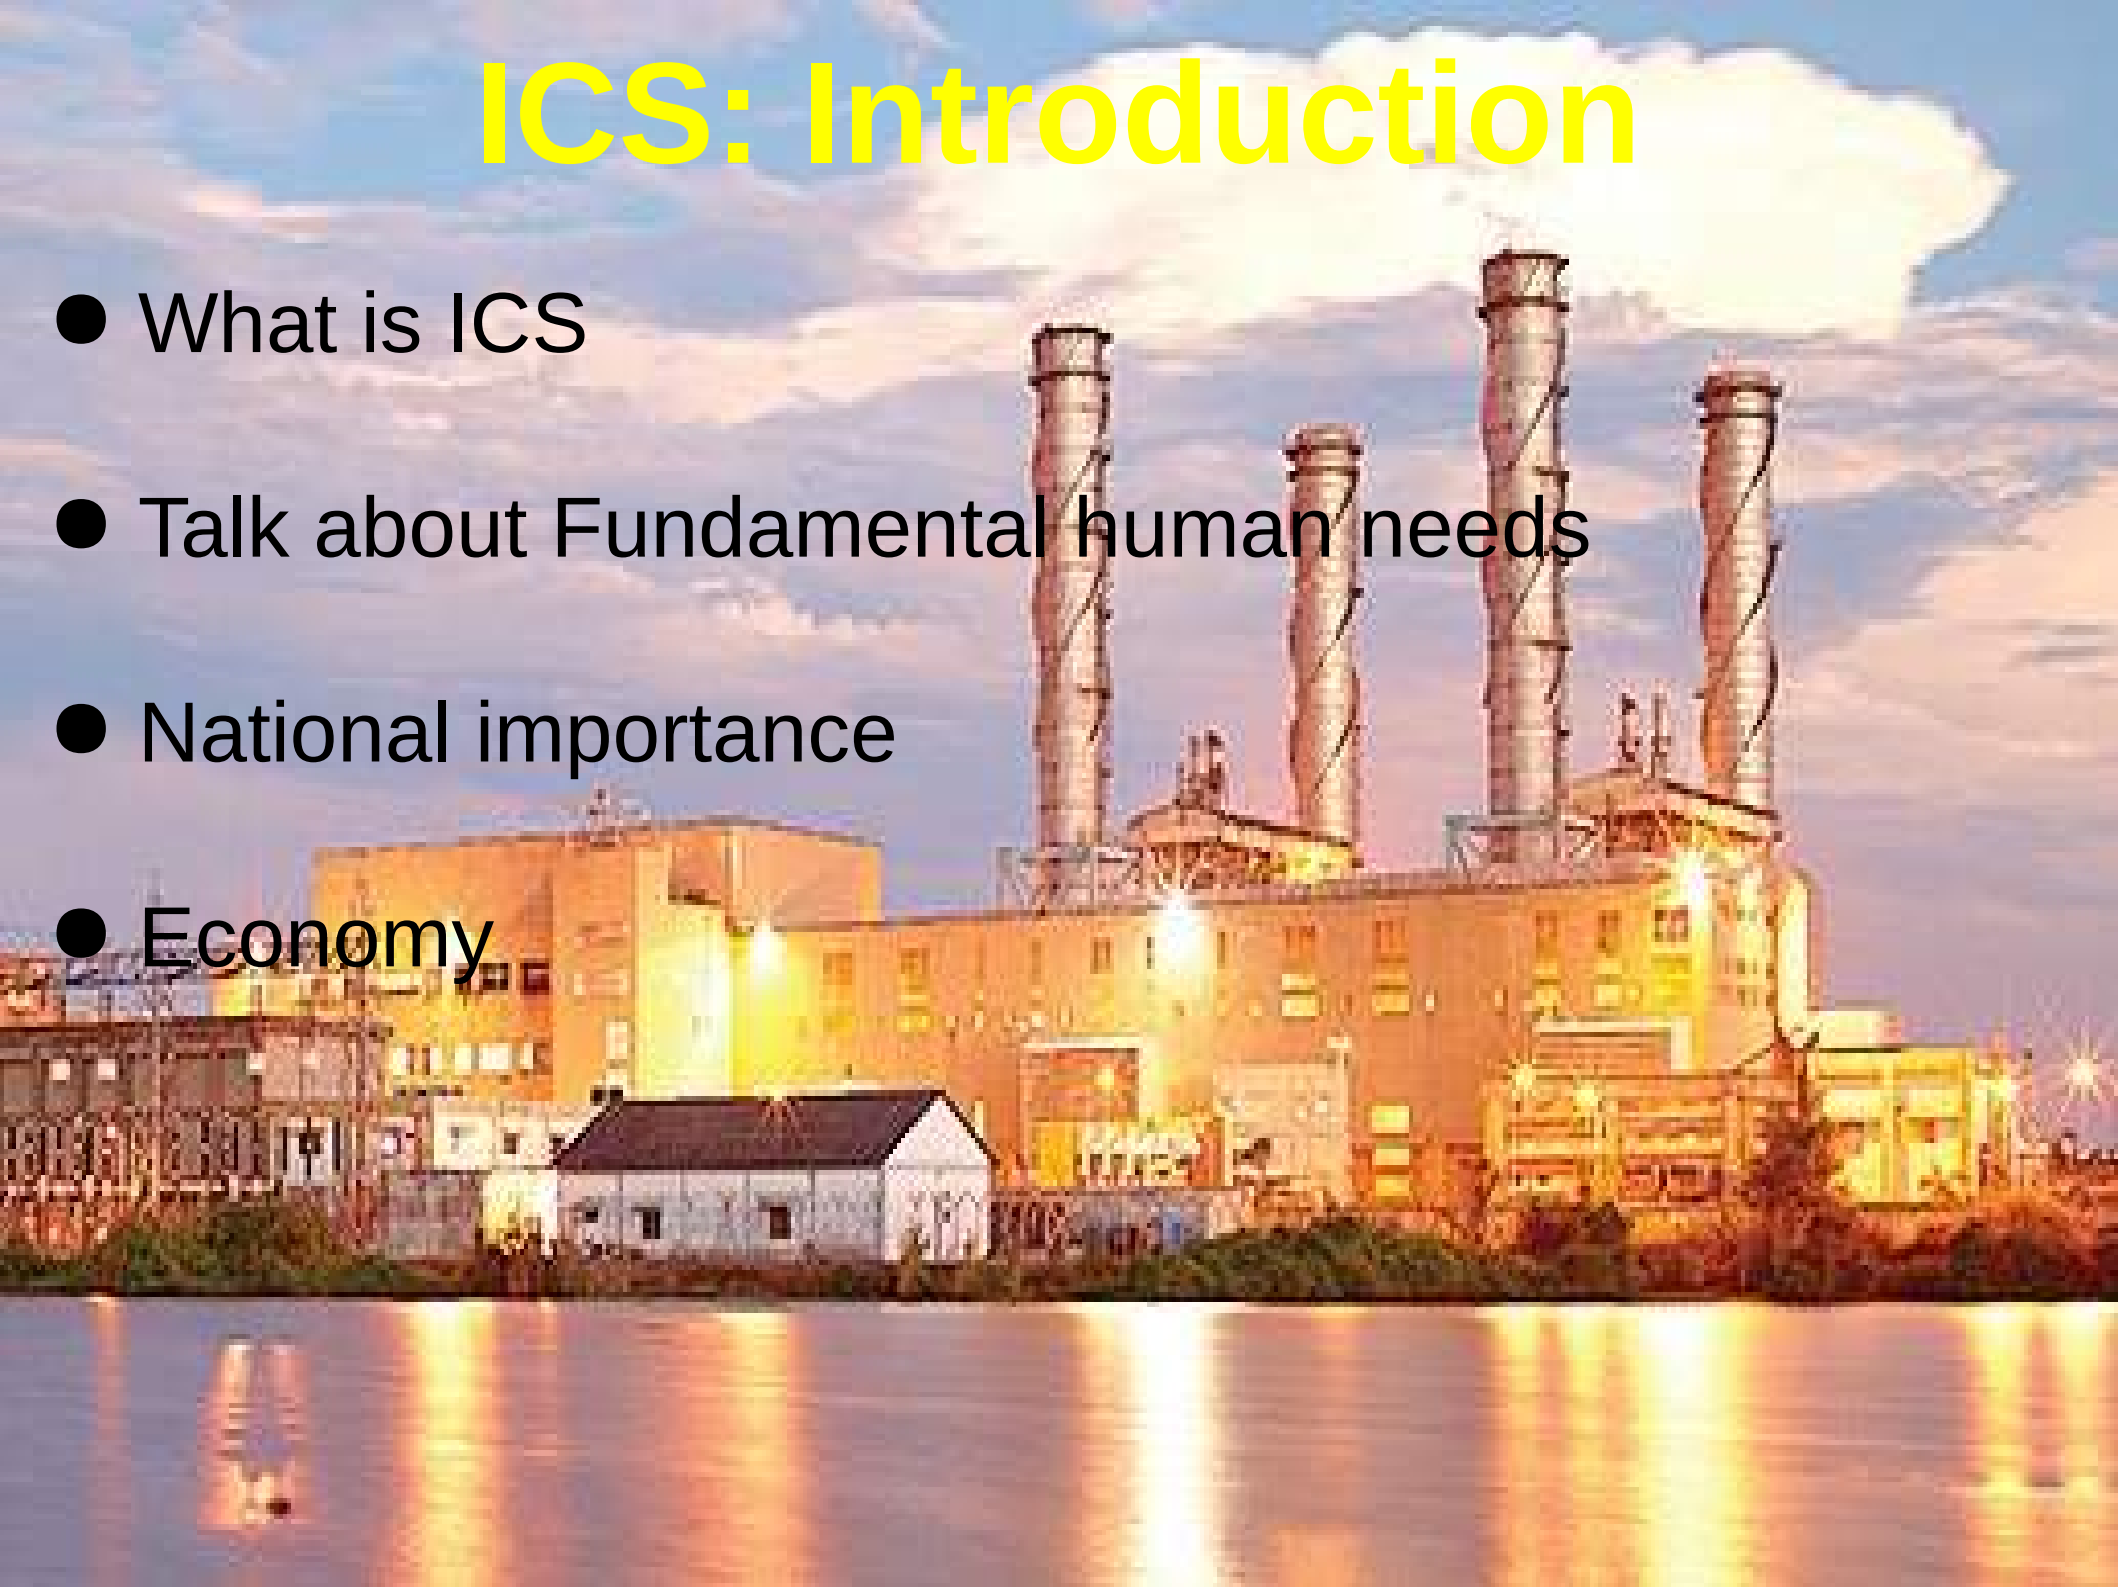 ICS: Introduction
● What is ICS
● Talk about Fundamental human needs
● National importance
● Economy